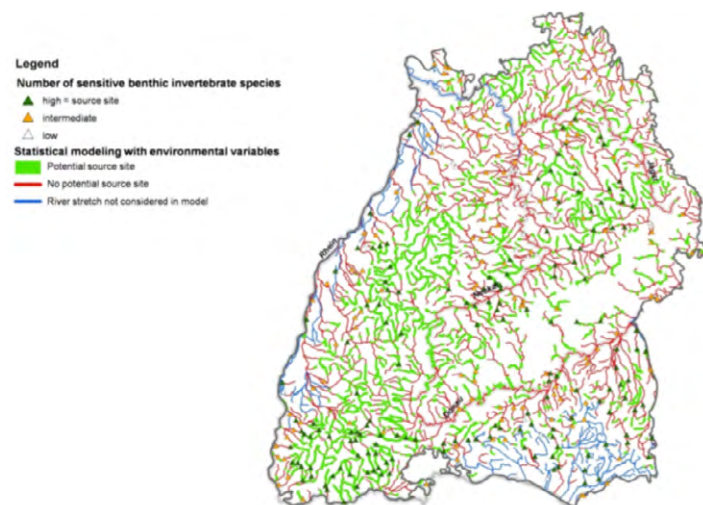 Legend
Number of sensitive benthic invertebrate species
high = source site
intermediate
low
Statistical modeling with environmental variables
Potential source site
No potential source site
River stretch not considered in model
Rhein